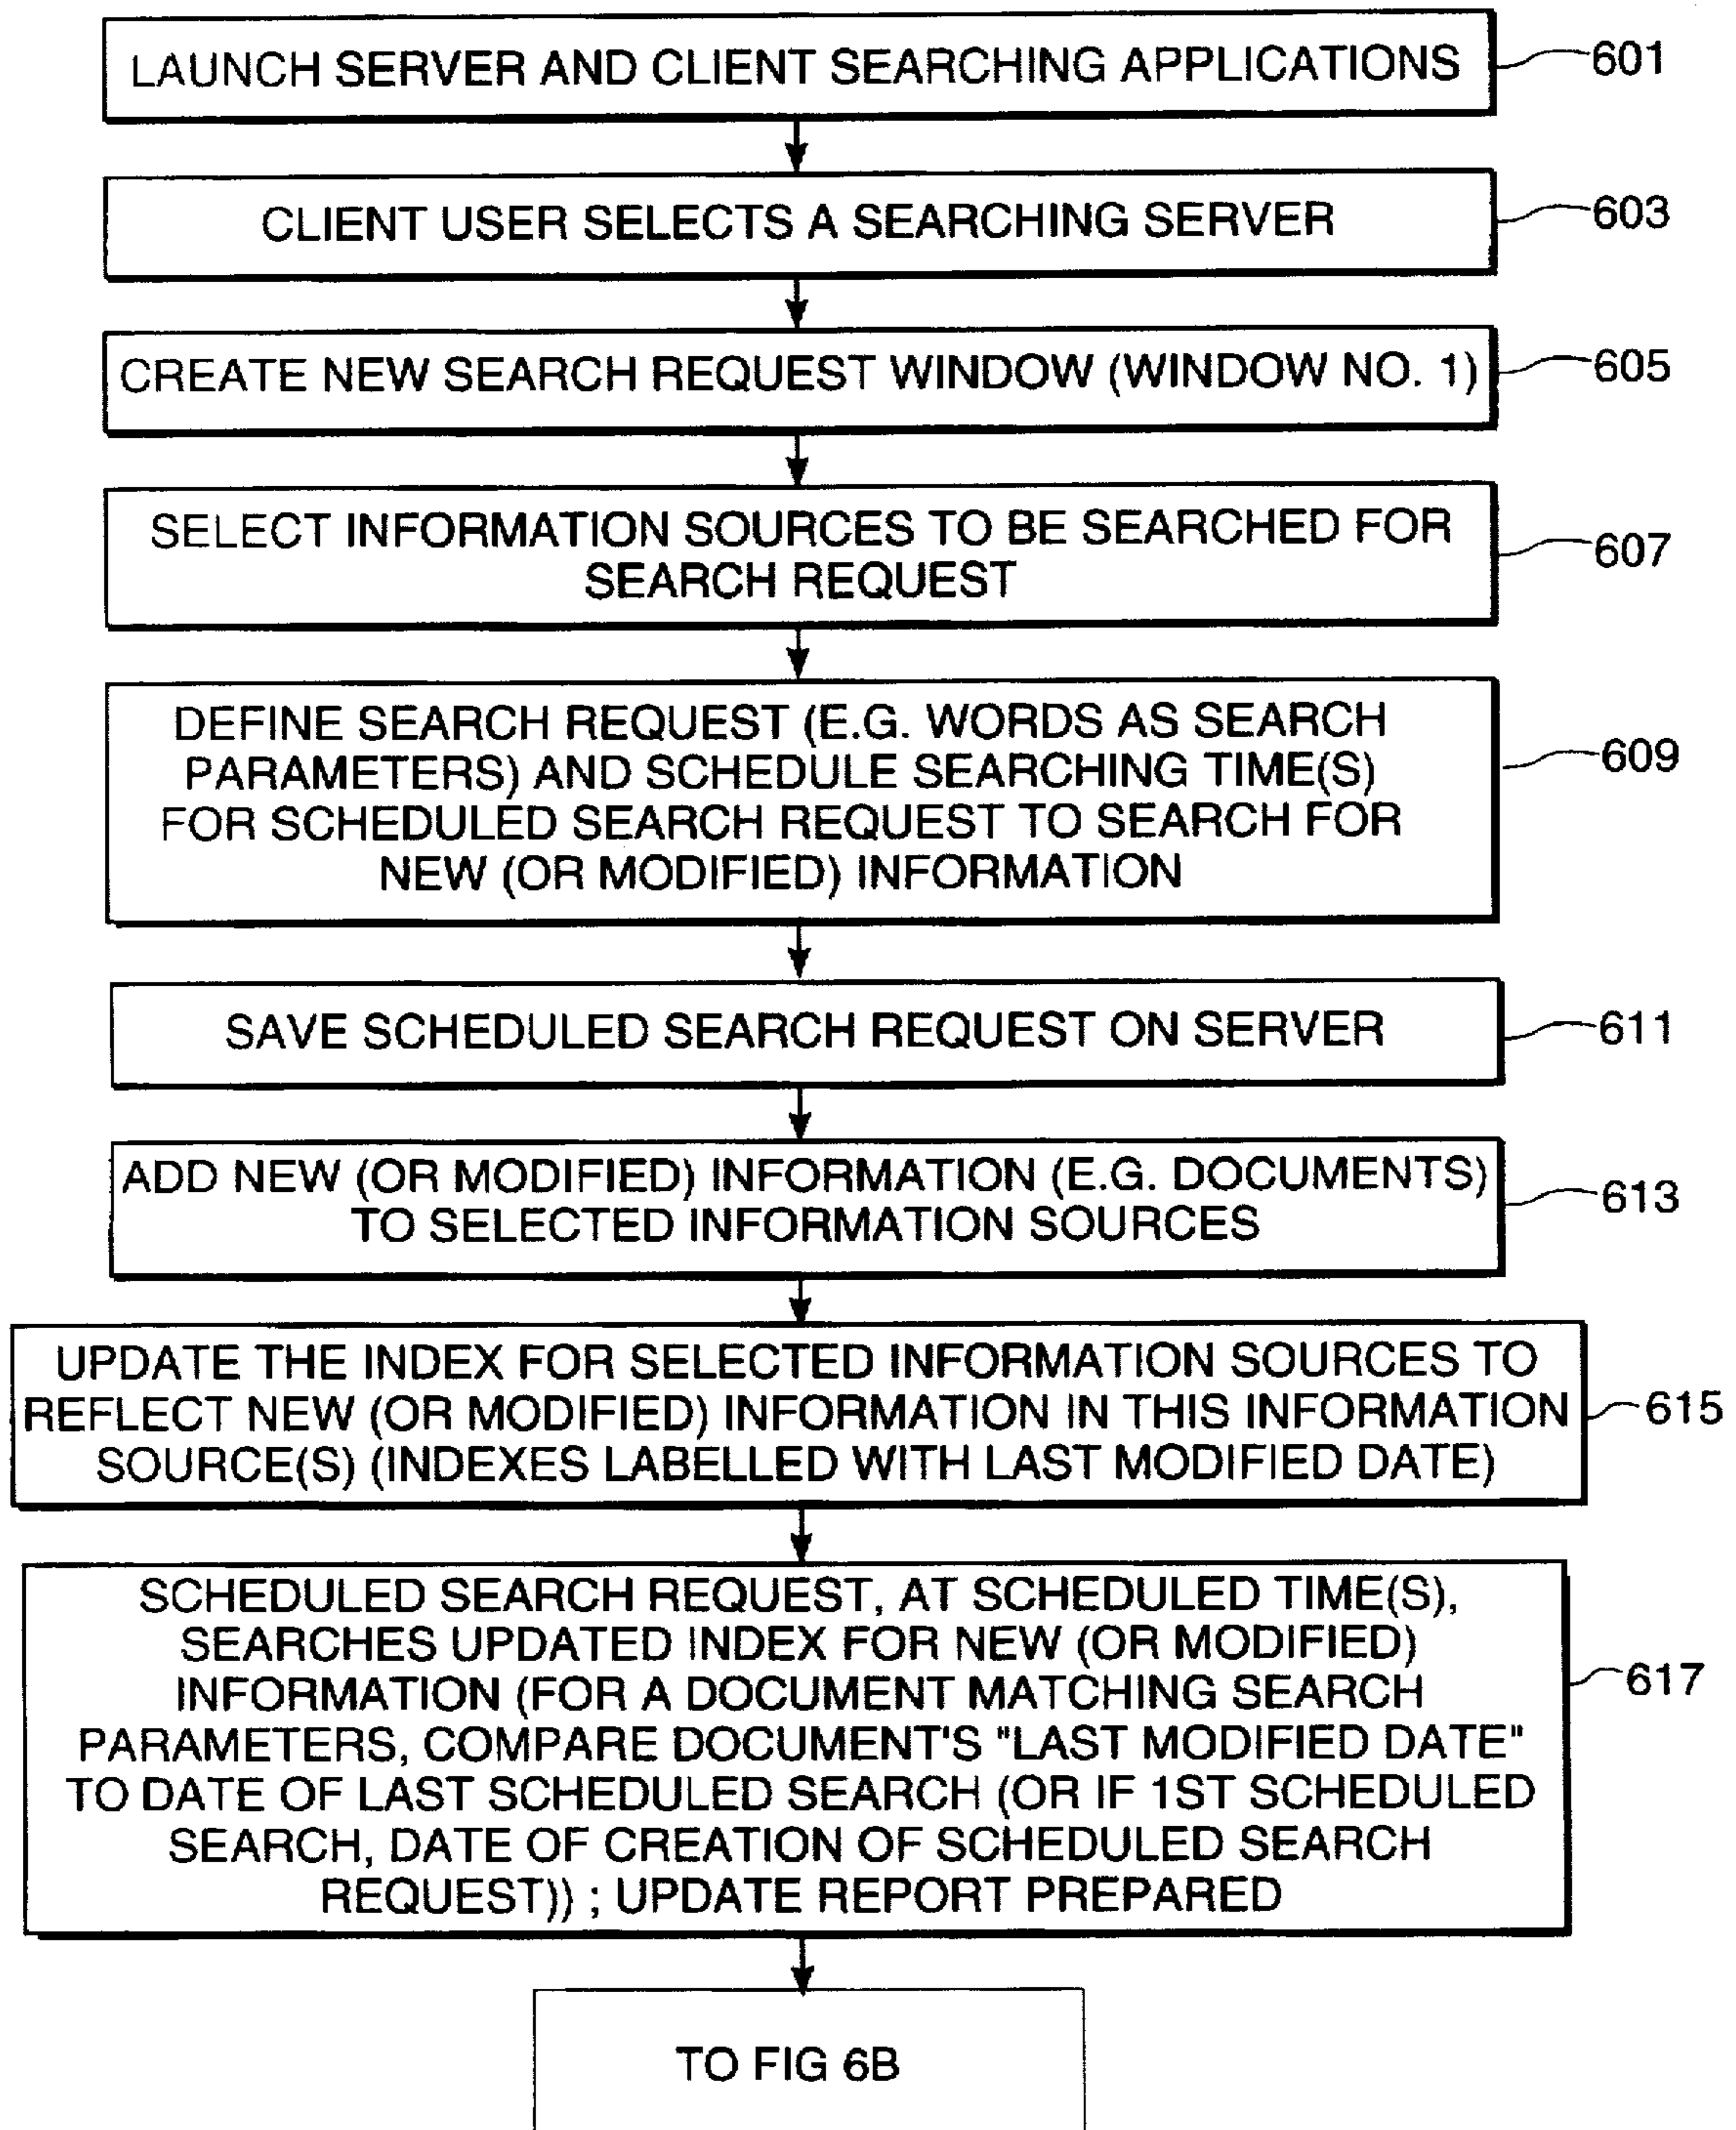 LAUNCH SERVER AND CLIENT SEARCHING APPLICATIONS
601
CLIENT USER SELECTS A SEARCHING SERVER
603
CREATE NEW SEARCH REQUEST WINDOW (WINDOW NO. 1)
605
SELECT INFORMATION SOURCES TO BE SEARCHED FOR
SEARCH REQUEST
607
DEFINE SEARCH REQUEST (E.G. WORDS AS SEARCH
PARAMETERS) AND SCHEDULE SEARCHING TIME(S)
FOR SCHEDULED SEARCH REQUEST TO SEARCH FOR
NEW (OR MODIFIED) INFORMATION
609
SAVE SCHEDULED SEARCH REQUEST ON SERVER
611
ADD NEW (OR MODIFIED) INFORMATION (E.G. DOCUMENTS)
TO SELECTED INFORMATION SOURCES
613
UPDATE THE INDEX FOR SELECTED INFORMATION SOURCES TO
REFLECT NEW (OR MODIFIED) INFORMATION IN THIS INFORMATION
SOURCE(S) (INDEXES LABELLED WITH LAST MODIFIED DATE)
615
SCHEDULED SEARCH REQUEST, AT SCHEDULED TIME(S),
SEARCHES UPDATED INDEX FOR NEW (OR MODIFIED)
INFORMATION (FOR A DOCUMENT MATCHING SEARCH
PARAMETERS, COMPARE DOCUMENT'S "LAST MODIFIED DATE"
TO DATE OF LAST SCHEDULED SEARCH (OR IF 1ST SCHEDULED
SEARCH, DATE OF CREATION OF SCHEDULED SEARCH
REQUEST)) ; UPDATE REPORT PREPARED
617
TO FIG 6B